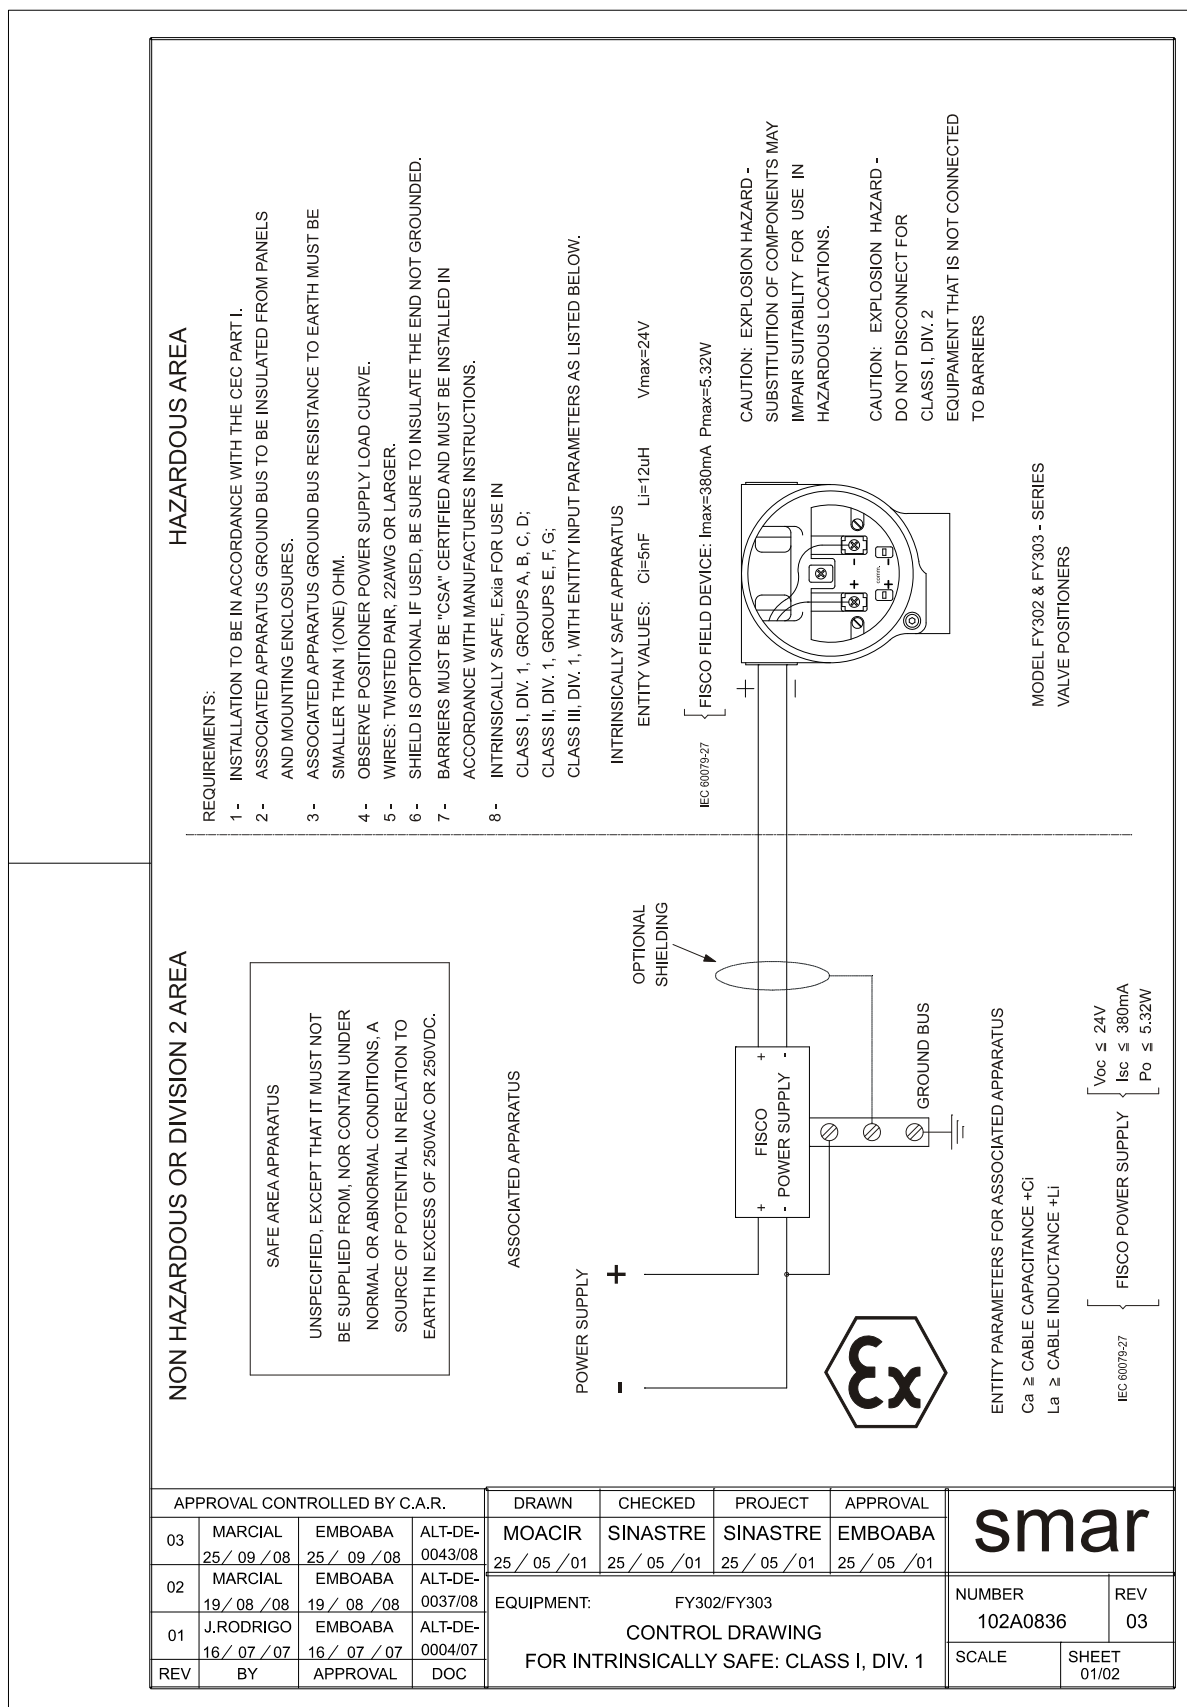 NON HAZARDOUS OR DIVISION 2 AREA
HAZARDOUS AREA
SAFE AREA APPARATUS
UNSPECIFIED, EXCEPT THAT IT MUST NOT
BE SUPPLIED FROM, NOR CONTAIN UNDER
NORMAL OR ABNORMAL CONDITIONS, A
SOURCE OF POTENTIAL IN RELATION TO
EARTH IN EXCESS OF 250VAC OR 250VDC.
ASSOCIATED APPARATUS
REQUIREMENTS:
1 - INSTALLATION TO BE IN ACCORDANCE WITH THE CEC PART I.
2 - ASSOCIATED APPARATUS GROUND BUS TO BE INSULATED FROM PANELS
AND MOUNTING ENCLOSURES.
3 - ASSOCIATED APPARATUS GROUND BUS RESISTANCE TO EARTH MUST BE
SMALLER THAN 1(ONE) OHM.
4 - OBSERVE POSITIONER POWER SUPPLY LOAD CURVE.
5 - WIRES: TWISTED PAIR, 22AWG OR LARGER.
6 - SHIELD IS OPTIONAL IF USED, BE SURE TO INSULATE THE END NOT GROUNDED.
7 - BARRIERS MUST BE "CSA" CERTIFIED AND MUST BE INSTALLED IN
ACCORDANCE WITH MANUFACTURES INSTRUCTIONS.
8 - INTRINSICALLY SAFE, Exia FOR USE IN
CLASS I, DIV. 1, GROUPS A, B, C, D;
CLASS II, DIV. 1, GROUPS E, F, G;
CLASS III, DIV. 1, WITH ENTITY INPUT PARAMETERS AS LISTED BELOW.
INTRINSICALLY SAFE APPARATUS
ENTITY VALUES: Ci=5nF Li=12uH Vmax=24V
IEC 60079-27 FISCO FIELD DEVICE: Imax=380mA Pmax=5.32W
POWER SUPPLY
- +
+ FISCO +
- POWER SUPPLY -
OPTIONAL
SHIELDING
GROUND BUS
+
-
- -
+ +
comm.
CAUTION: EXPLOSION HAZARD -
SUBSTITUITION OF COMPONENTS MAY
IMPAIR SUITABILITY FOR USE IN
HAZARDOUS LOCATIONS.
CAUTION: EXPLOSION HAZARD -
DO NOT DISCONNECT FOR
CLASS I, DIV. 2
EQUIPAMENT THAT IS NOT CONNECTED
TO BARRIERS
MODEL FY302 & FY303 - SERIES
VALVE POSITIONERS
Ex
ENTITY PARAMETERS FOR ASSOCIATED APPARATUS
Ca ≥ CABLE CAPACITANCE +Ci
La ≥ CABLE INDUCTANCE +Li
IEC 60079-27 FISCO POWER SUPPLY
Voc ≤ 24V
Isc ≤ 380mA
Po ≤ 5.32W
APPROVAL CONTROLLED BY C.A.R.
03 MARCIAL EMBOABA ALT-DE-
25/ 09 /08 25/ 09 /08 0043/08
02 MARCIAL EMBOABA ALT-DE-
19/ 08 /08 19/ 08 /08 0037/08
01 J.RODRIGO EMBOABA ALT-DE-
16/ 07 /07 16/ 07 /07 0004/07
REV BY APPROVAL DOC
DRAWN CHECKED PROJECT APPROVAL
MOACIR SINASTRE SINASTRE EMBOABA
25 / 05 /01 25 / 05 /01 25 / 05 /01 25 / 05 /01
EQUIPMENT: FY302/FY303
CONTROL DRAWING
FOR INTRINSICALLY SAFE: CLASS I, DIV. 1
smar
NUMBER REV
102A0836 03
SCALE SHEET
01/02